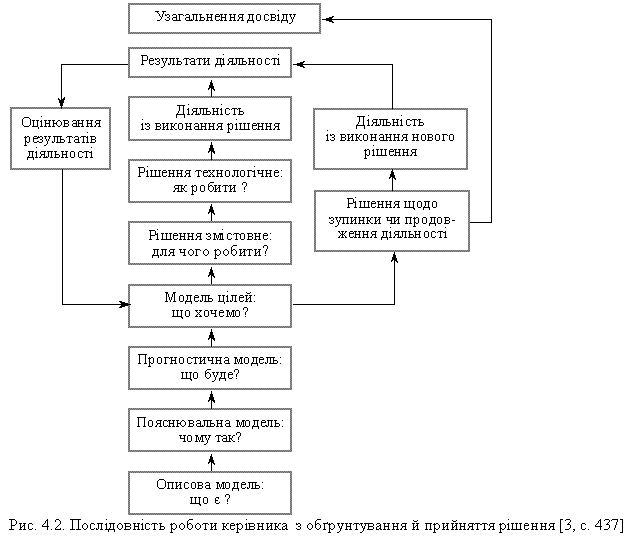 Узагальнення досвіду
Результати діяльності
Оцінювання
результатів
діяльності
Діяльність
із виконання рішення
Діяльність
із виконання нового
рішення
Рішення технологічне:
як робити ?
Рішення щодо
зупинки чи продов-
ження діяльності
Рішення змістовне:
для чого робити?
Модель цілей:
що хочемо?
Прогностична модель:
що буде?
Пояснювальна модель:
чому так?
Описова модель:
що є ?
Рис. 4.2. Послідовність роботи керівника з обґрунтування й прийняття рішення [3, с. 437]